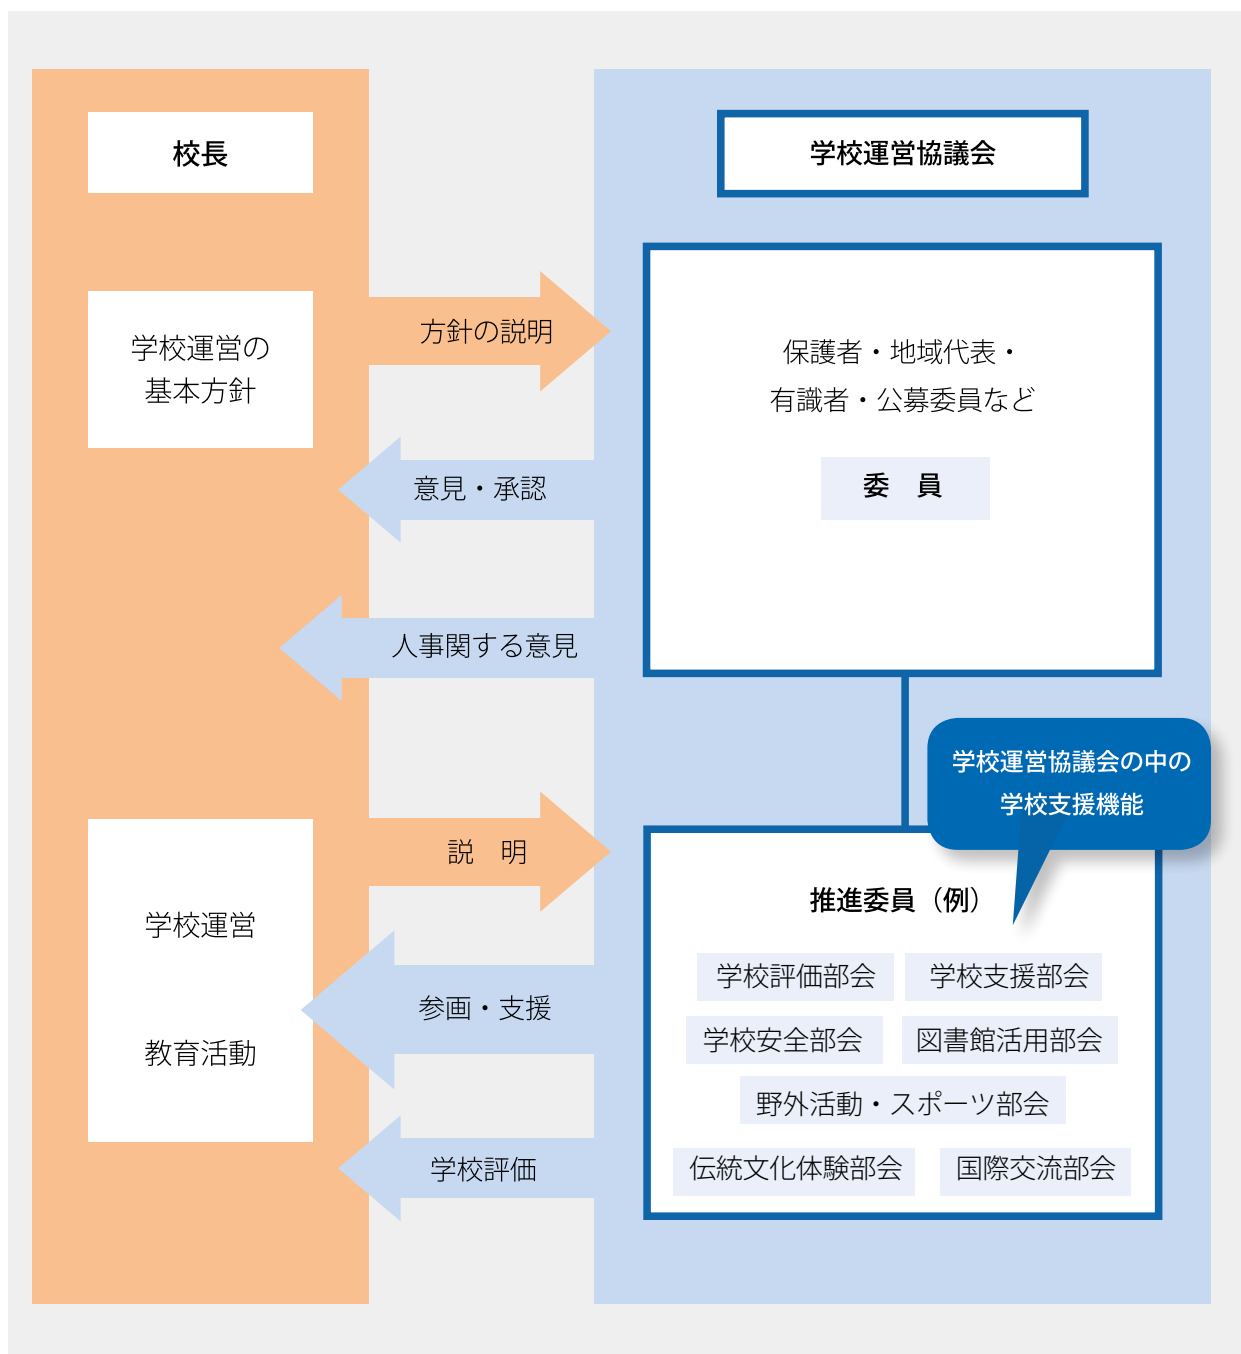 校長
学校運営協議会
学校運営の
基本方針
方針の説明
保護者・地域代表・
有識者・公募委員など
委　員
意見・承認
人事関する意見
学校運営協議会の中の
学校支援機能
説　明
推進委員（例）
学校運営
教育活動
参画・支援
学校評価
学校評価部会
学校支援部会
学校安全部会
図書館活用部会
野外活動・スポーツ部会
伝統文化体験部会
国際交流部会